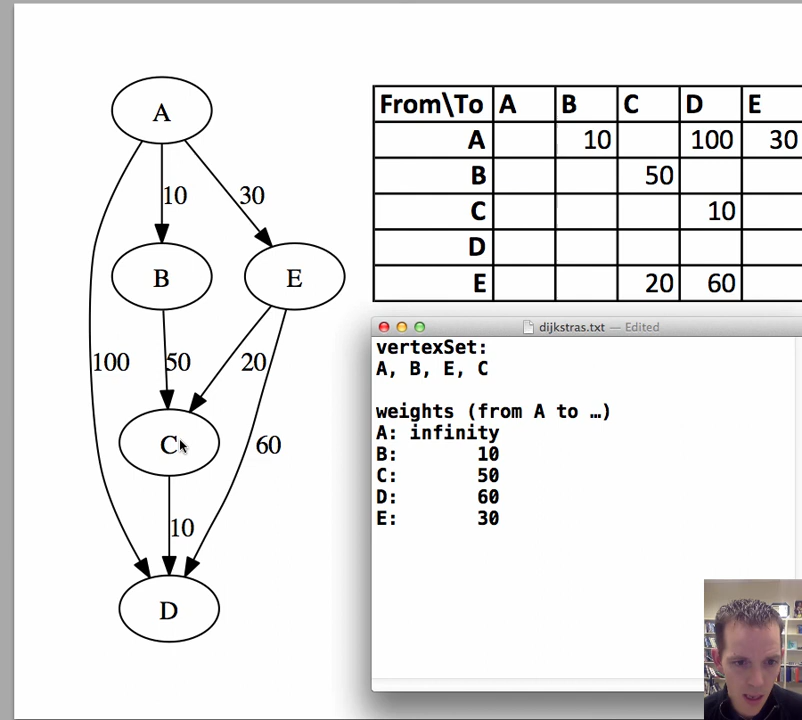 A
10
30
B
E
100
50
20
C
60
10
D
From\To A B C D E
A 10 100 30
B 50
C 10
D
E 20 60
dijkstras.txt — Edited
vertexSet:
A, B, E, C
weights (from A to …)
A: infinity
B: 10
C: 50
D: 60
E: 30